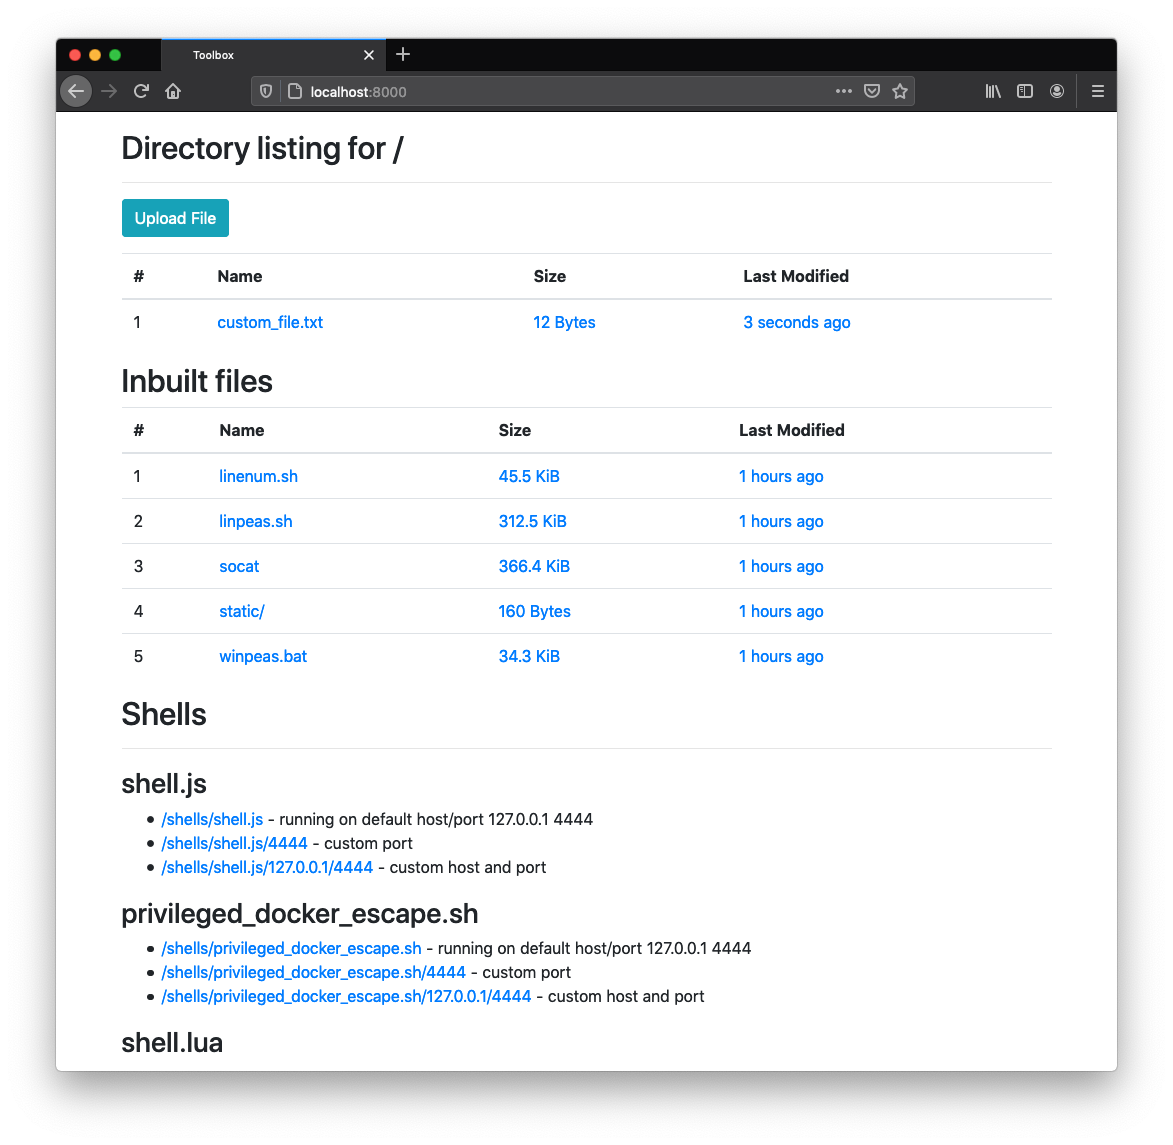 Toolbox
localhost:8000
Directory listing for /
Upload File
# Name Size Last Modified
1 custom_file.txt 12 Bytes 3 seconds ago
Inbuilt files
# Name Size Last Modified
1 linenum.sh 45.5 KiB 1 hours ago
2 linpeas.sh 312.5 KiB 1 hours ago
3 socat 366.4 KiB 1 hours ago
4 static/ 160 Bytes 1 hours ago
5 winpeas.bat 34.3 KiB 1 hours ago
Shells
shell.js
• /shells/shell.js - running on default host/port 127.0.0.1 4444
• /shells/shell.js/4444 - custom port
• /shells/shell.js/127.0.0.1/4444 - custom host and port
privileged_docker_escape.sh
• /shells/privileged_docker_escape.sh - running on default host/port 127.0.0.1 4444
• /shells/privileged_docker_escape.sh/4444 - custom port
• /shells/privileged_docker_escape.sh/127.0.0.1/4444 - custom host and port
shell.lua